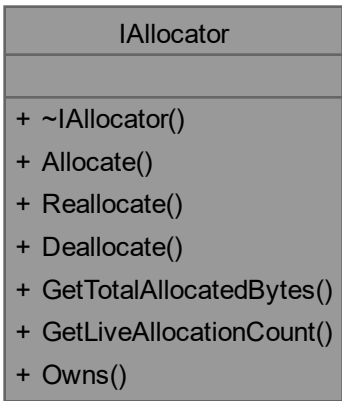 IAllocator
+ ~IAllocator()
+ Allocate()
+ Reallocate()
+ Deallocate()
+ GetTotalAllocatedBytes()
+ GetLiveAllocationCount()
+ Owns()